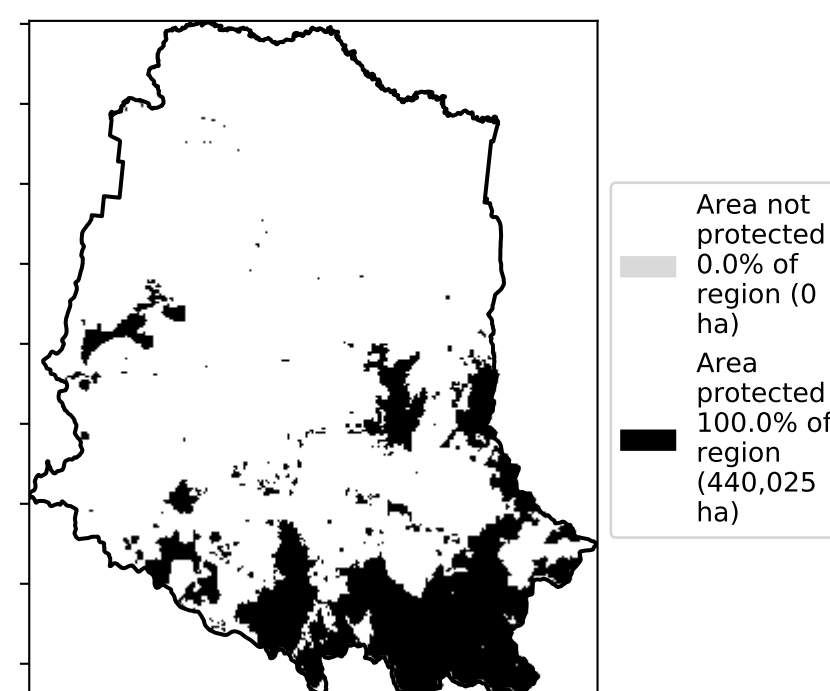 Area not
protected
0.0% of
region (0
ha)
Area
protected
100.0% of
region
(440,025
ha)